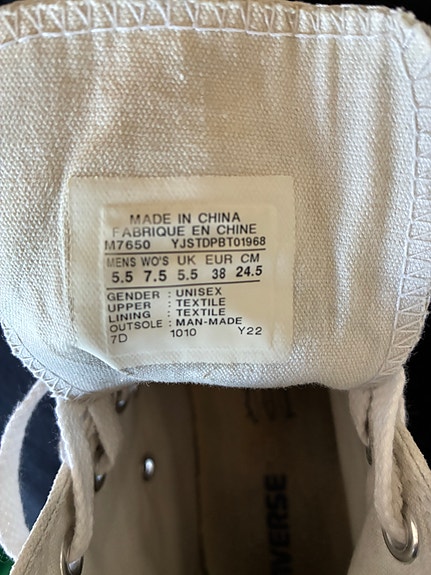 MADE IN CHINA
FABRIQUE EN CHINE
M7650 YJSTDPBT01968
MENS WO'S UK EUR CM
5.5 7.5 5.5 38 24.5
GENDER : UNISEX
UPPER : TEXTILE
LINING : TEXTILE
OUTSOLE : MAN-MADE
7D 1010 Y22
VERSE